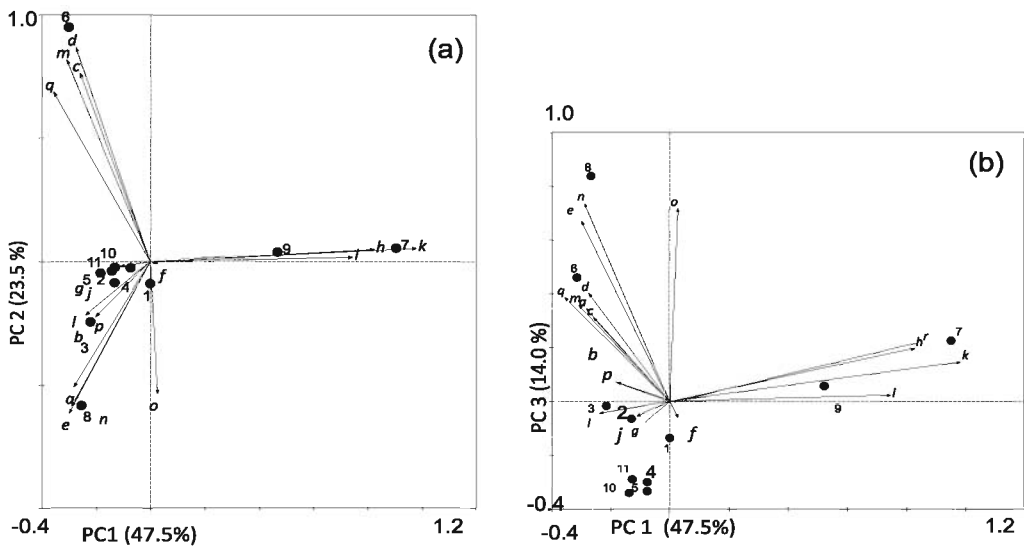 1.0
6
d
m
c
q
(a)
9
h
7
k
i
10
11
f
5
2
4
g
j
1
l
p
b
3
a
o
8
e
n
PC 2 (23.5 %)
-0.4
PC1 (47.5%)
1.2
1.0
8
(b)
n
e
o
6
q
m
d
a
c
7
r
h
k
b
p
i
3
l
2
9
j
g
f
1
11
4
10
5
PC 3 (14.0 %)
-0.4
-0.4
PC 1 (47.5%)
1.2